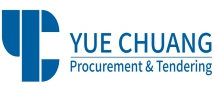 YUE CHUANG
Procurement & Tendering